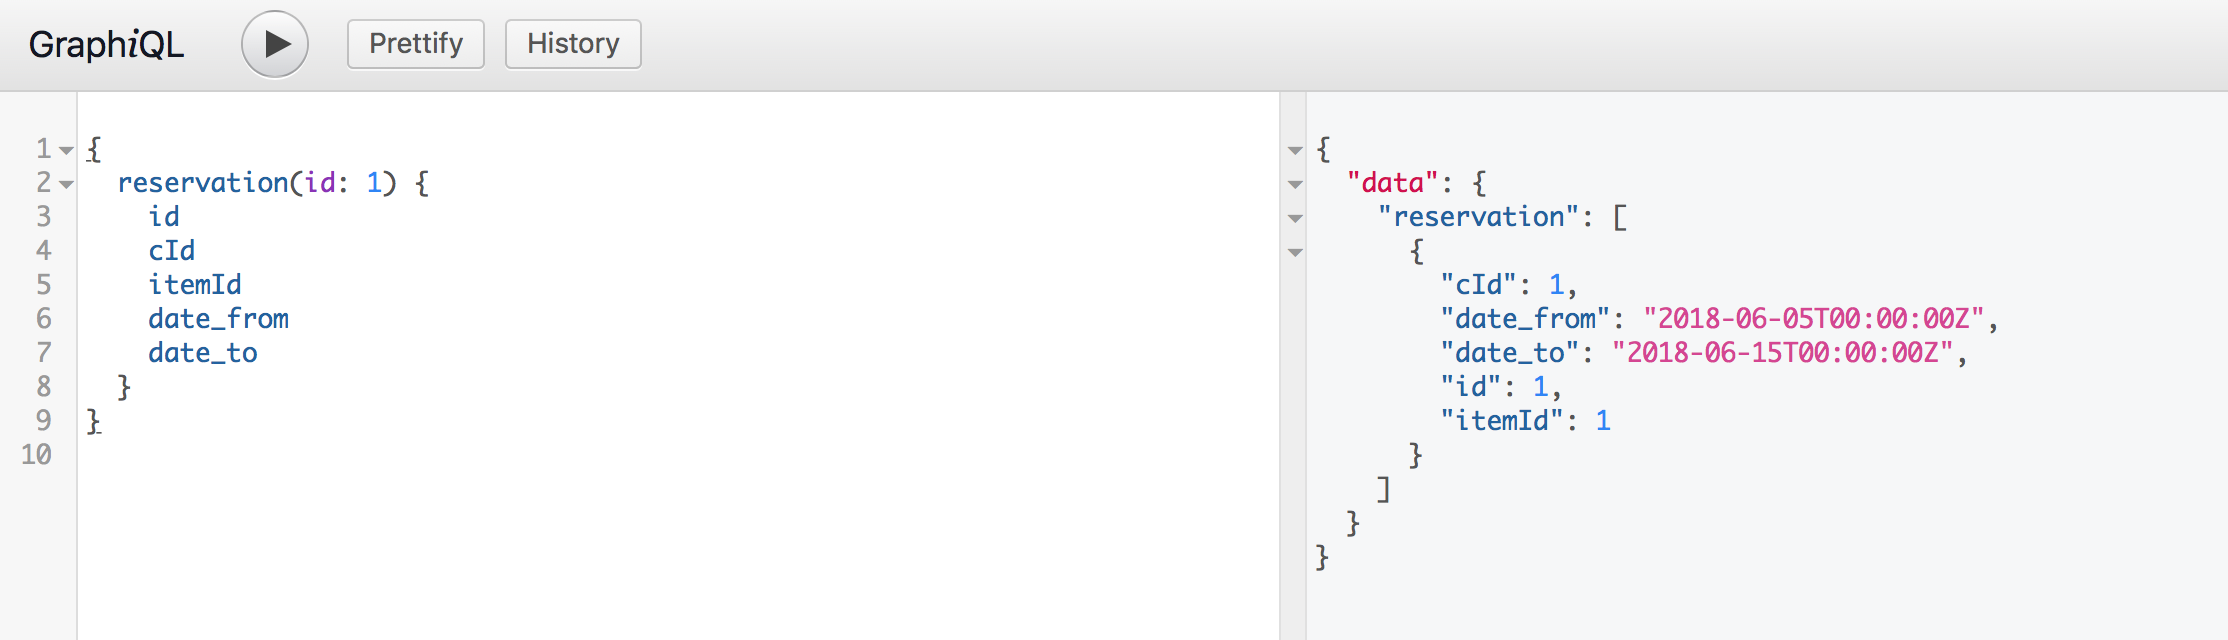 GraphiQL Prettify History
1 {
2 reservation(id: 1) {
3 id
4 cId
5 itemId
6 date_from
7 date_to
8 }
9 }
10
{
"data": {
"reservation": [
{
"cId": 1,
"date_from": "2018-06-05T00:00:00Z",
"date_to": "2018-06-15T00:00:00Z",
"id": 1,
"itemId": 1
}
]
}
}